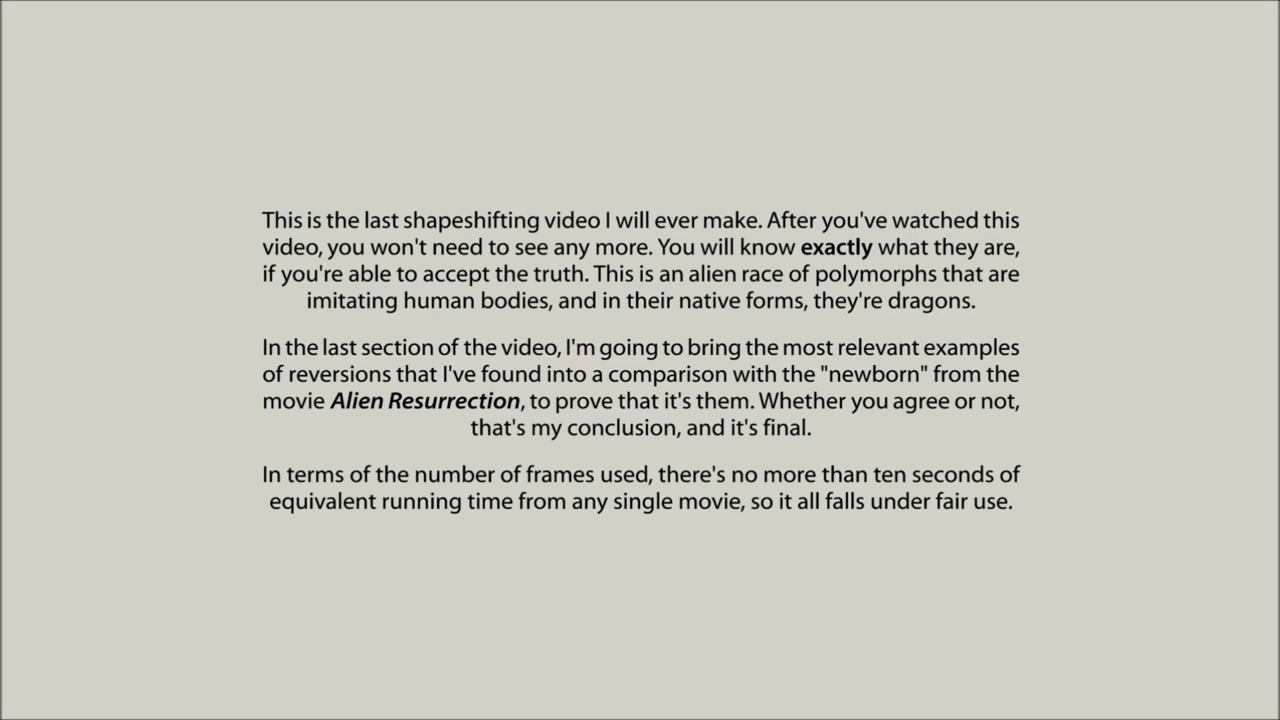 This is the last shapeshifting video I will ever make. After you've watched this
video, you won't need to see any more. You will know exactly what they are,
if you're able to accept the truth. This is an alien race of polymorphs that are
imitating human bodies, and in their native forms, they're dragons.
In the last section of the video, I'm going to bring the most relevant examples
of reversions that I've found into a comparison with the "newborn" from the
movie Alien Resurrection, to prove that it's them. Whether you agree or not,
that's my conclusion, and it's final.
In terms of the number of frames used, there's no more than ten seconds of
equivalent running time from any single movie, so it all falls under fair use.